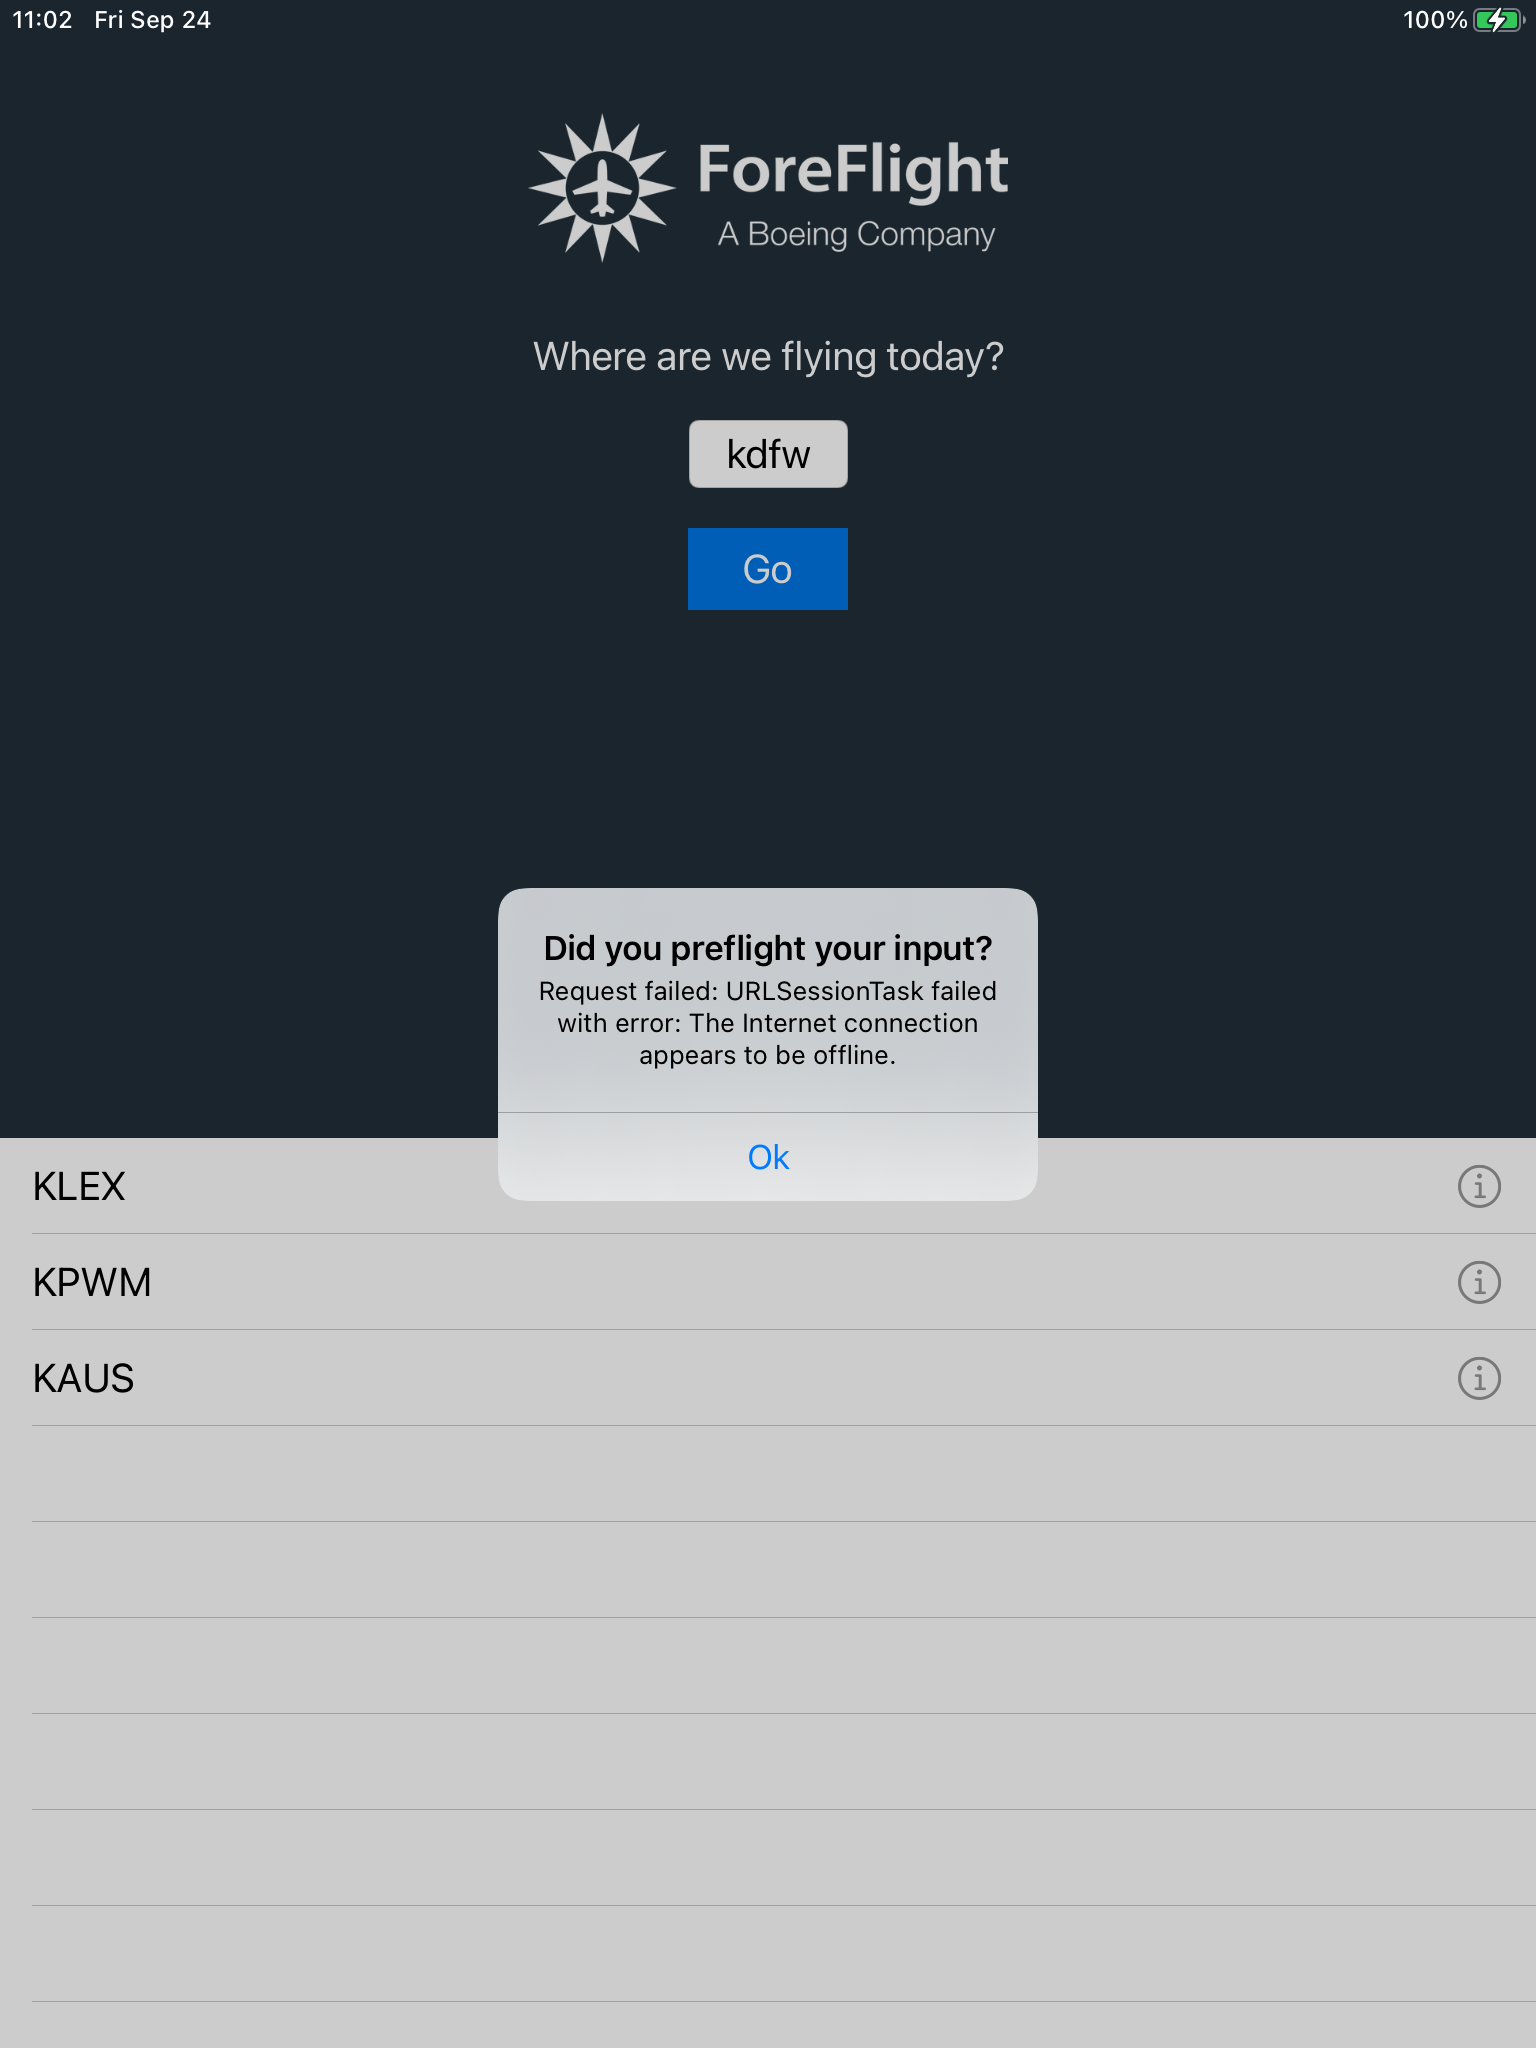 11:02 Fri Sep 24
100%
ForeFlight
A Boeing Company
Where are we flying today?
kdfw
Go
Did you preflight your input?
Request failed: URLSessionTask failed
with error: The Internet connection
appears to be offline.
Ok
KLEX
KPWM
KAUS